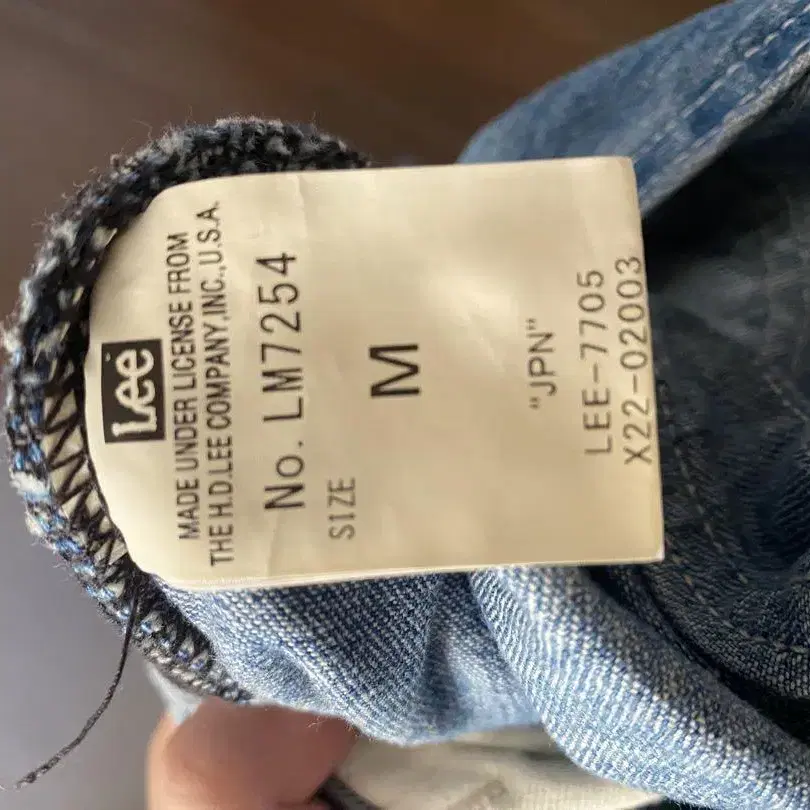 Lee
MADE UNDER LICENSE FROM
THE H.D.LEE COMPANY,INC.,U.S.A.
No. LM7254
SIZE
M
"JPN"
LEE-7705
X22-02003